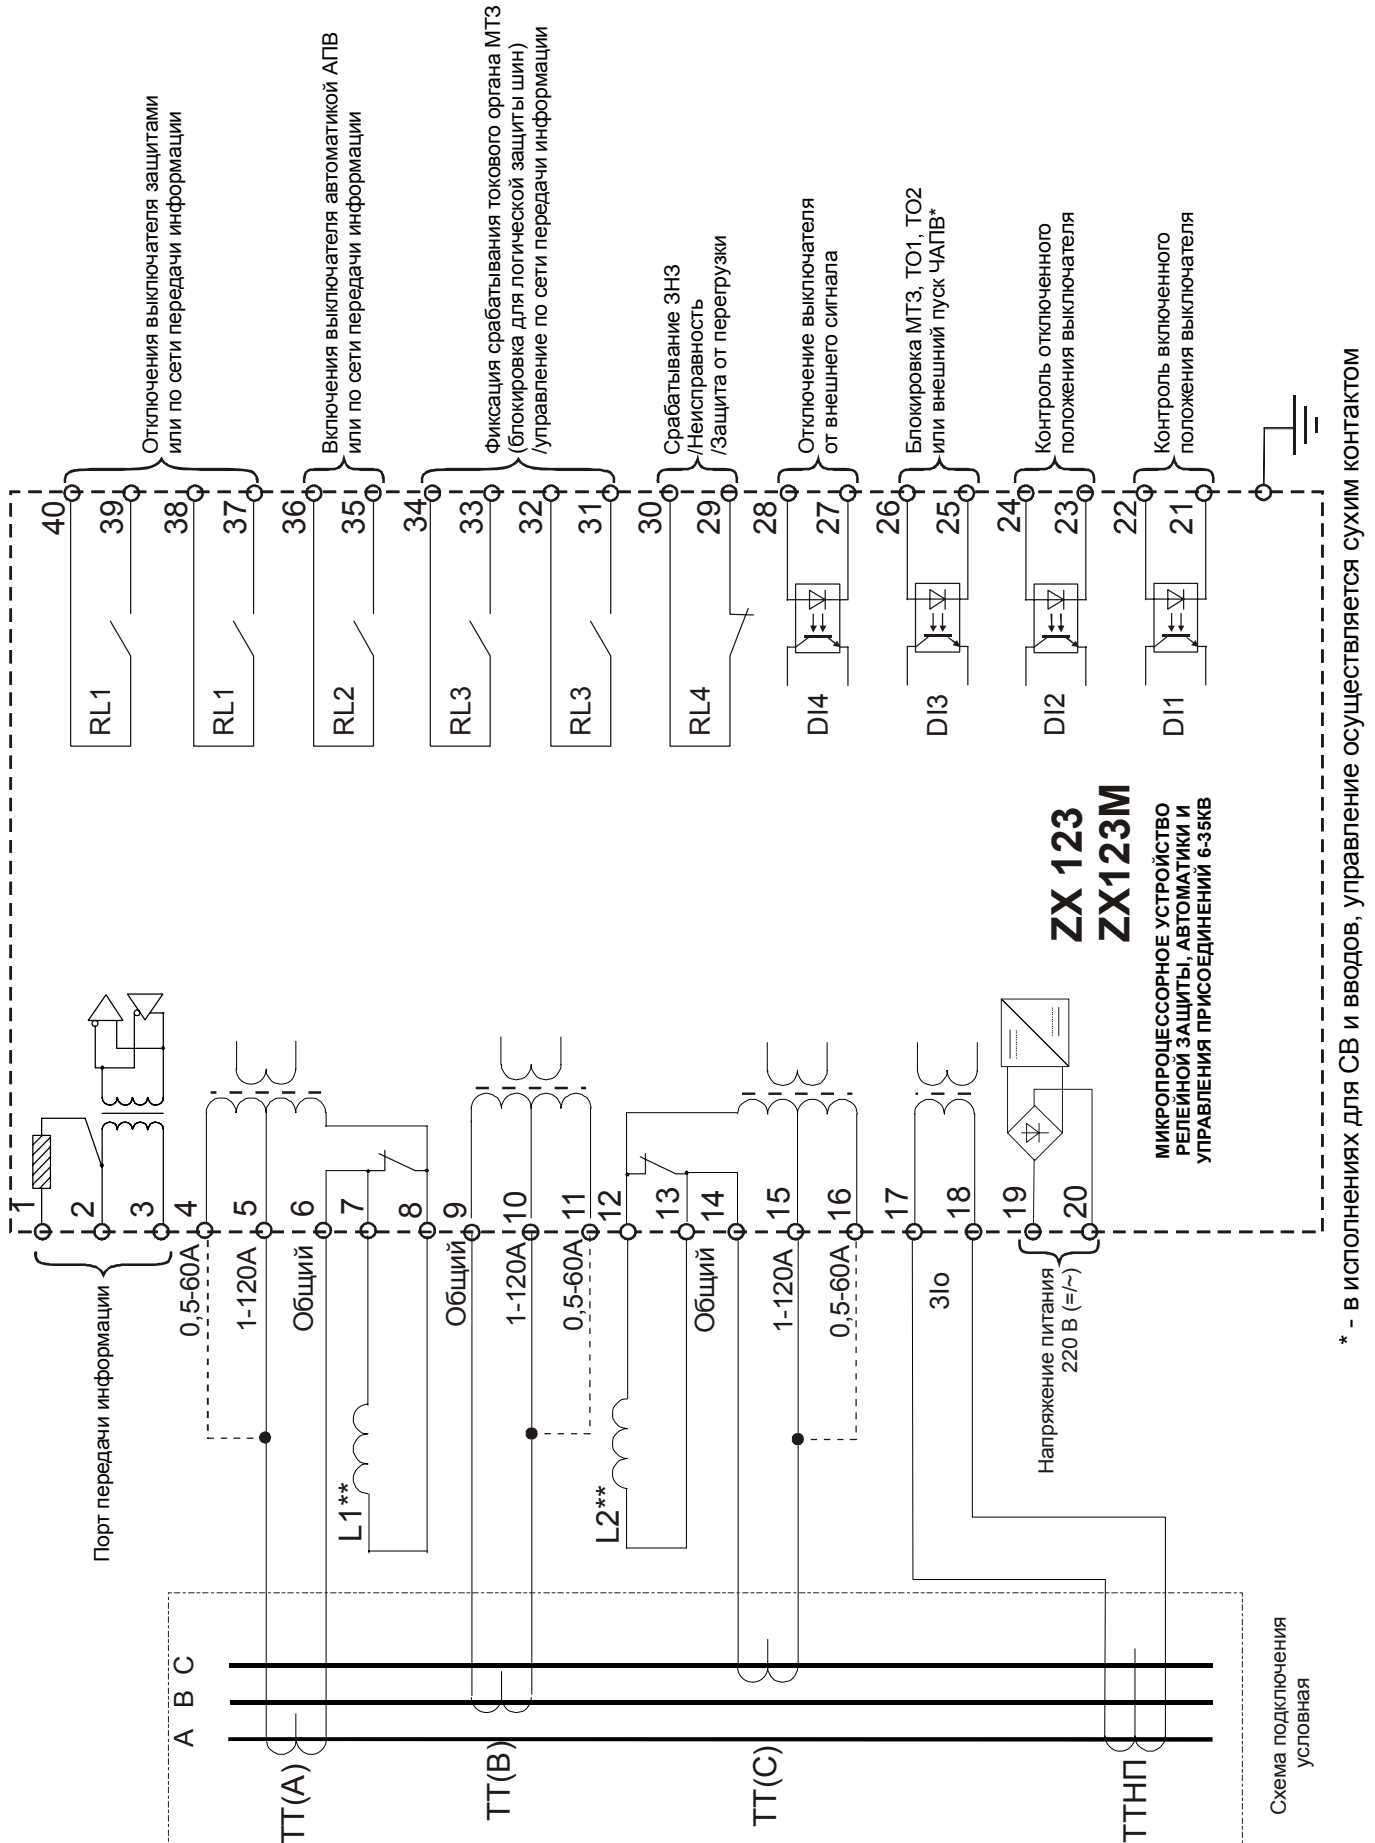 Порт передачи информации
1
2
3
4
5
6
7
8
9
10
11
12
13
14
15
16
17
18
19
20
0,5-60А
1-120А
Общий
L1**
Общий
1-120А
0,5-60А
L2**
Общий
1-120А
0,5-60А
3Io
Напряжение питания
220 В (=/~)
А
В
С
ТТ(А)
ТТ(В)
ТТ(С)
ТТНП
Схема подключения
условная
ZX 123
ZX123М
МИКРОПРОЦЕССОРНОЕ УСТРОЙСТВО
РЕЛЕЙНОЙ ЗАЩИТЫ, АВТОМАТИКИ И
УПРАВЛЕНИЯ ПРИСОЕДИНЕНИЙ 6-35КВ
RL1
RL1
RL2
RL3
RL3
RL4
DI4
DI3
DI2
DI1
40
39
38
37
36
35
34
33
32
31
30
29
28
27
26
25
24
23
22
21
Отключения выключателя защитами
или по сети передачи информации
Включения выключателя автоматикой АПВ
или по сети передачи информации
Фиксация срабатывания токового органа МТЗ
(блокировка для логической защиты шин)
/управление по сети передачи информации
Срабатывание ЗНЗ
/Неисправность
/Защита от перегрузки
Отключение выключателя
от внешнего сигнала
Блокировка МТЗ, ТО1, ТО2
или внешний пуск ЧАПВ*
Контроль отключенного
положения выключателя
Контроль включенного
положения выключателя
* - в исполнениях для СВ и вводов, управление осуществляется сухим контактом